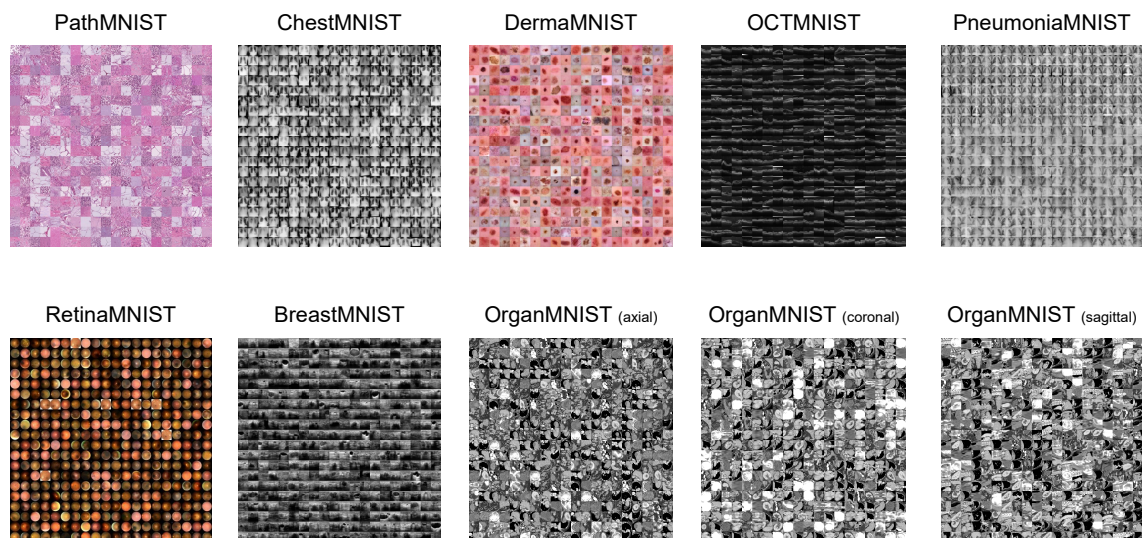 PathMNIST
ChestMNIST
DermaMNIST
OCTMNIST
PneumoniaMNIST
RetinaMNIST
BreastMNIST
OrganMNIST (axial)
OrganMNIST (coronal)
OrganMNIST (sagittal)